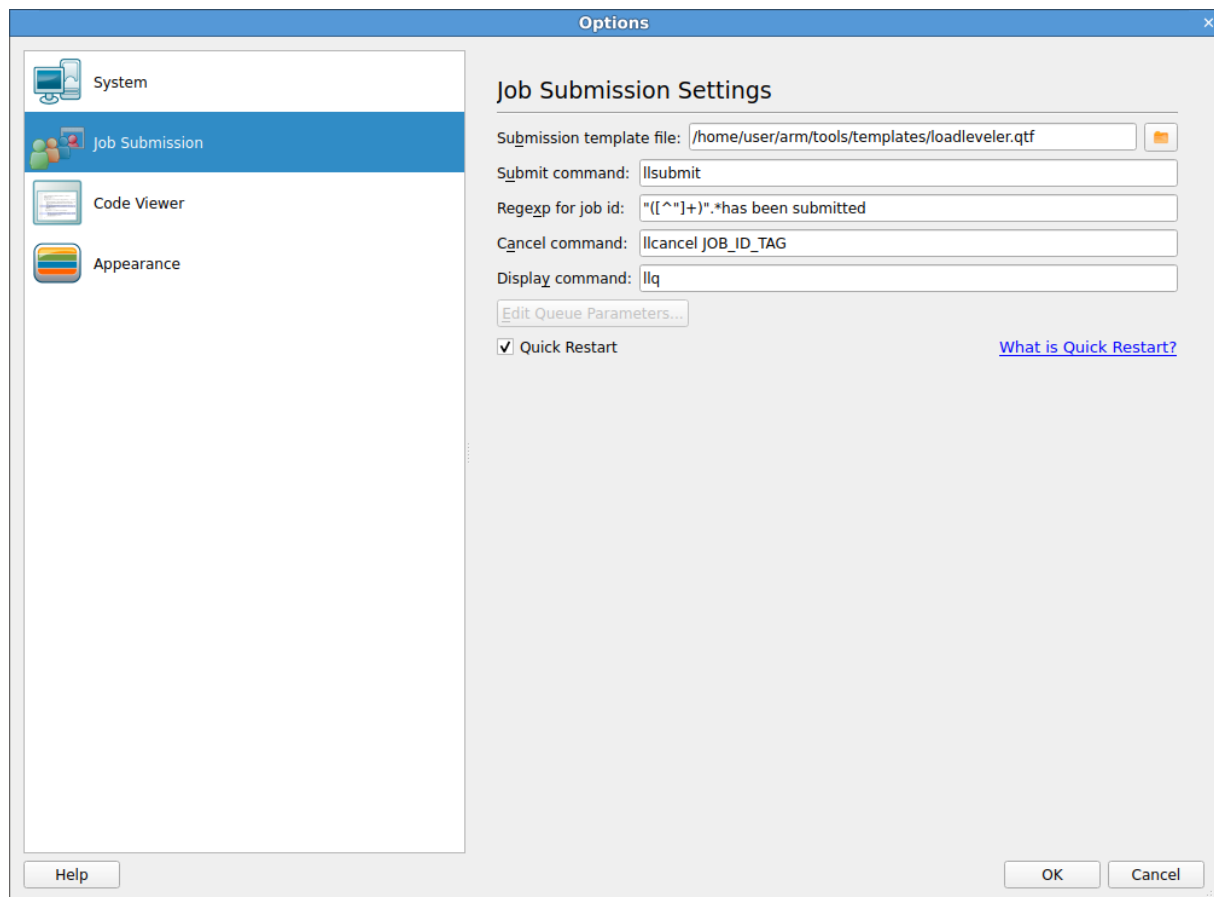 Options
System
Job Submission
Code Viewer
Appearance
Job Submission Settings
Submission template file: /home/user/arm/tools/templates/loadleveler.qtf
Submit command: llsubmit
Regexp for job id: "([^"]+)".*has been submitted
Cancel command: llcancel JOB_ID_TAG
Display command: llq
Edit Queue Parameters...
Quick Restart What is Quick Restart?
Help OK Cancel